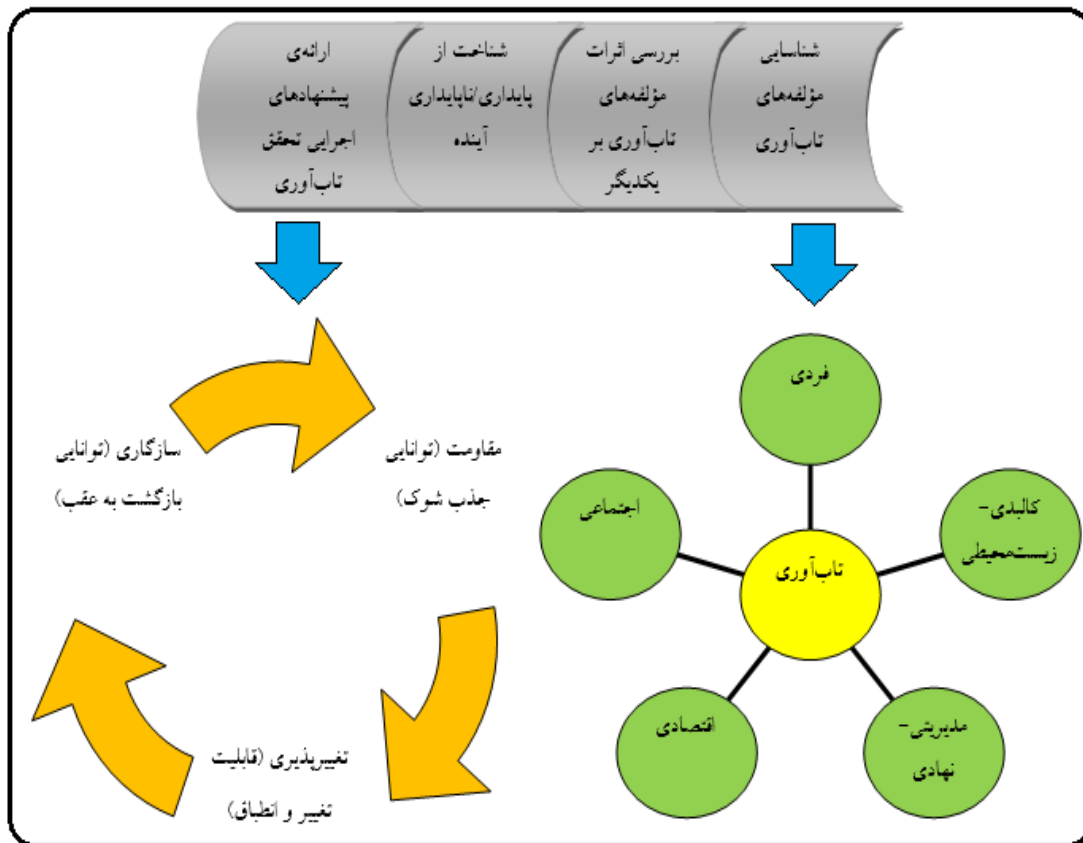 شناسایی
مؤلفه‌های
تاب‌آوری
بررسی اثرات
مؤلفه‌های
تاب‌آوری بر
یکدیگر
شناخت از
پایداری/ناپایداری
آینده
ارائه‌ی
پیشنهادهای
اجرایی تحقق
تاب‌آوری
فردی
کالبدی-
زیست‌محیطی
مدیریتی-
نهادی
اقتصادی
اجتماعی
تاب‌آوری
مقاومت (توانایی
جذب شوک)
تغییرپذیری (قابلیت
تغییر و انطباق)
سازگاری (توانایی
بازگشت به عقب)